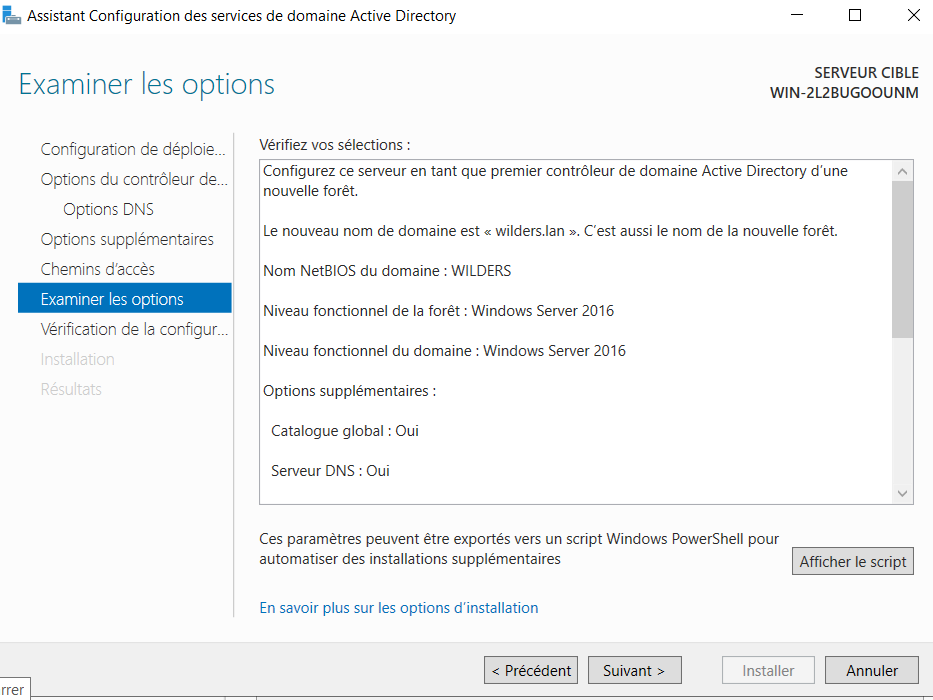 Assistant Configuration des services de domaine Active Directory
Examiner les options
SERVEUR CIBLE
WIN-2L2BUGOOUNM
Configuration de déploie...
Options du contrôleur de...
Options DNS
Options supplémentaires
Chemins d’accès
Examiner les options
Vérification de la configur...
Installation
Résultats
Vérifiez vos sélections :
Configurez ce serveur en tant que premier contrôleur de domaine Active Directory d’une
nouvelle forêt.
Le nouveau nom de domaine est « wilders.lan ». C’est aussi le nom de la nouvelle forêt.
Nom NetBIOS du domaine : WILDERS
Niveau fonctionnel de la forêt : Windows Server 2016
Niveau fonctionnel du domaine : Windows Server 2016
Options supplémentaires :
Catalogue global : Oui
Serveur DNS : Oui
Ces paramètres peuvent être exportés vers un script Windows PowerShell pour
automatiser des installations supplémentaires
Afficher le script
En savoir plus sur les options d’installation
< Précédent
Suivant >
Installer
Annuler
rrer